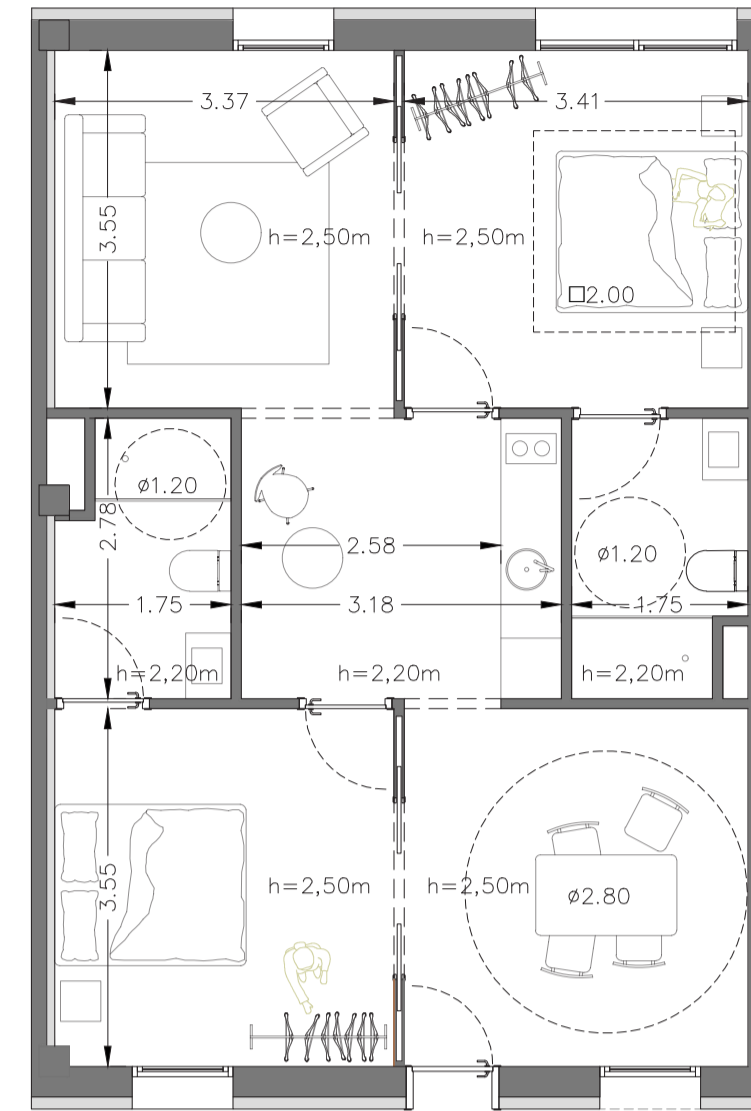 3.37
3.41
3.55
h=2,50m
h=2,50m
□2.00
ø1.20
2.78
2.58
ø1.20
1.75
3.18
1.75
h=2,20m
h=2,20m
h=2,20m
3.55
h=2,50m
h=2,50m
ø2.80